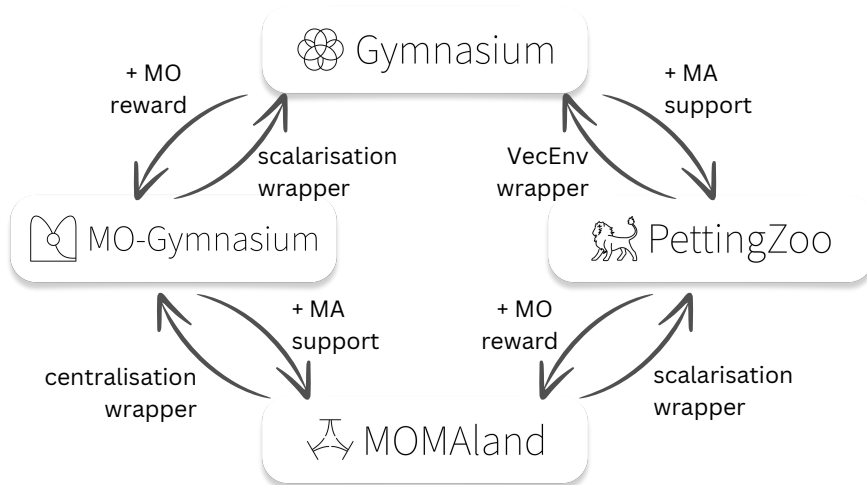 Gymnasium
+ MO
reward
+ MA
support
scalarisation
wrapper
VecEnv
wrapper
MO-Gymnasium
PettingZoo
+ MA
support
+ MO
reward
centralisation
wrapper
scalarisation
wrapper
MOMAland